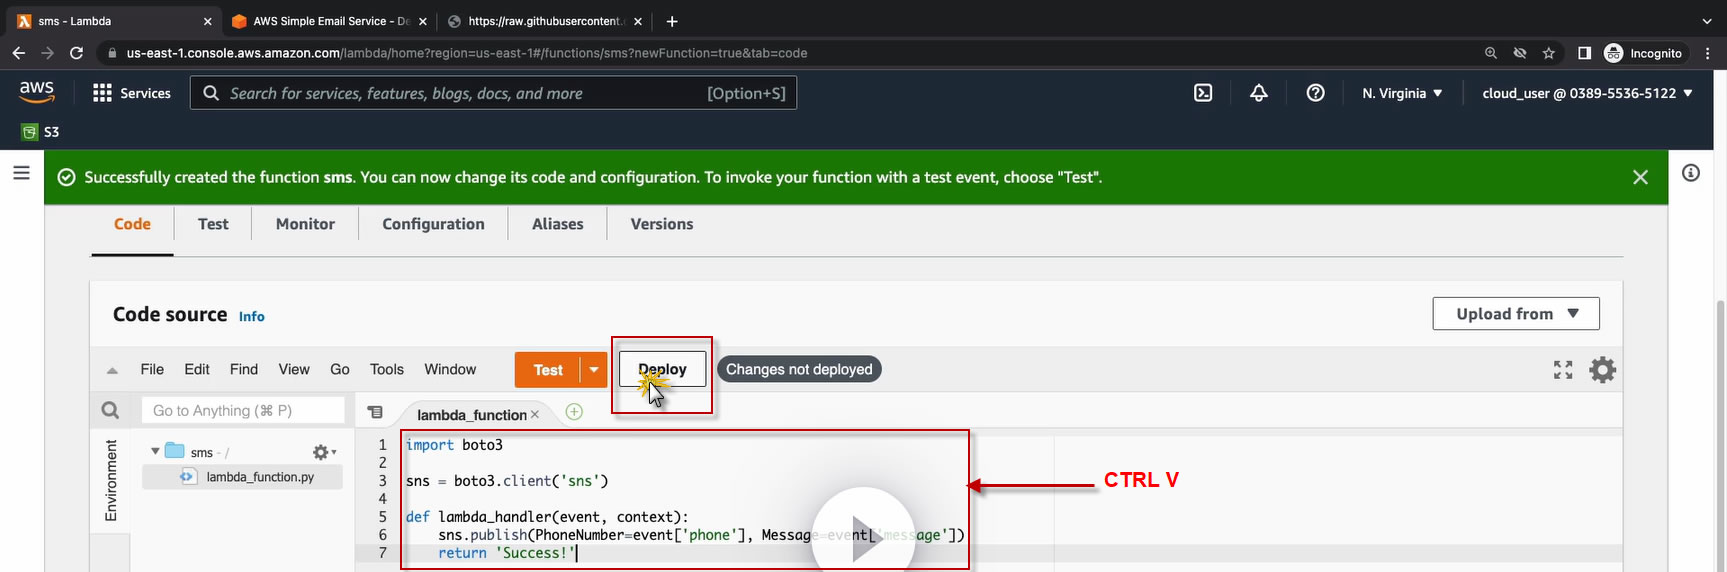 sms - Lambda
AWS Simple Email Service - De
https://raw.githubusercontent.
us-east-1.console.aws.amazon.com/lambda/home?region=us-east-1#/functions/sms?newFunction=true&tab=code
Incognito
aws
Services
Search for services, features, blogs, docs, and more
[Option+S]
N. Virginia
cloud_user @ 0389-5536-5122
S3
Successfully created the function sms. You can now change its code and configuration. To invoke your function with a test event, choose "Test".
Code
Test
Monitor
Configuration
Aliases
Versions
Code source Info
Upload from
File
Edit
Find
View
Go
Tools
Window
Test
Deploy
Changes not deployed
Go to Anything (⌘ P)
lambda_function
Environment
sms - /
lambda_function.py
1 import boto3
2
3 sns = boto3.client('sns')
4
5 def lambda_handler(event, context):
6 sns.publish(PhoneNumber=event['phone'], Message=event['message'])
7 return 'Success!'
CTRL V